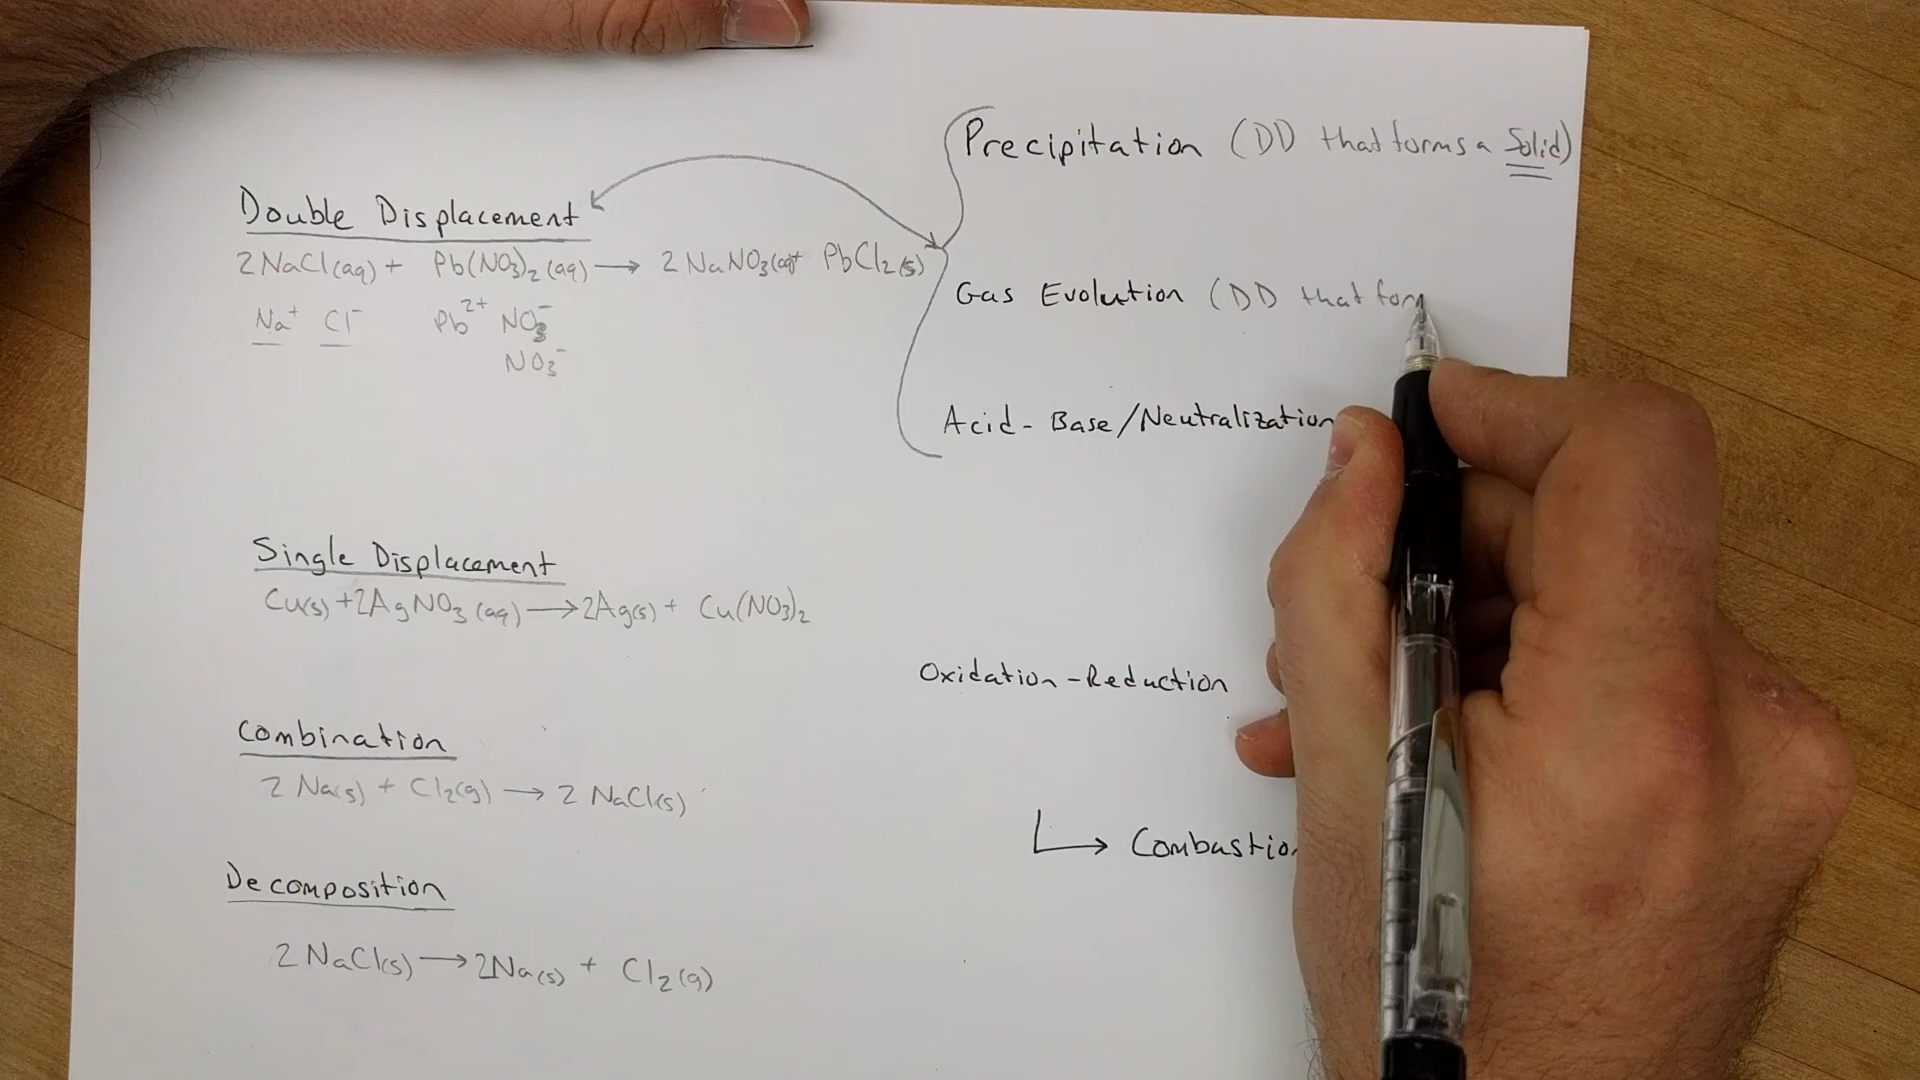 Precipitation (DD that forms a Solid)
Double Displacement
2NaCl(aq) + Pb(NO3)2(aq) → 2NaNO3(aq) + PbCl2(s)
Na+ Cl- Pb2+ NO3-
NO3-
Gas Evolution (DD that form
Acid-Base/Neutralization
Single Displacement
Cu(s) + 2AgNO3(aq) → 2Ag(s) + Cu(NO3)2
Oxidation-Reduction
Combination
2Na(s) + Cl2(g) → 2NaCl(s)
Combustion
Decomposition
2NaCl(s) → 2Na(s) + Cl2(g)